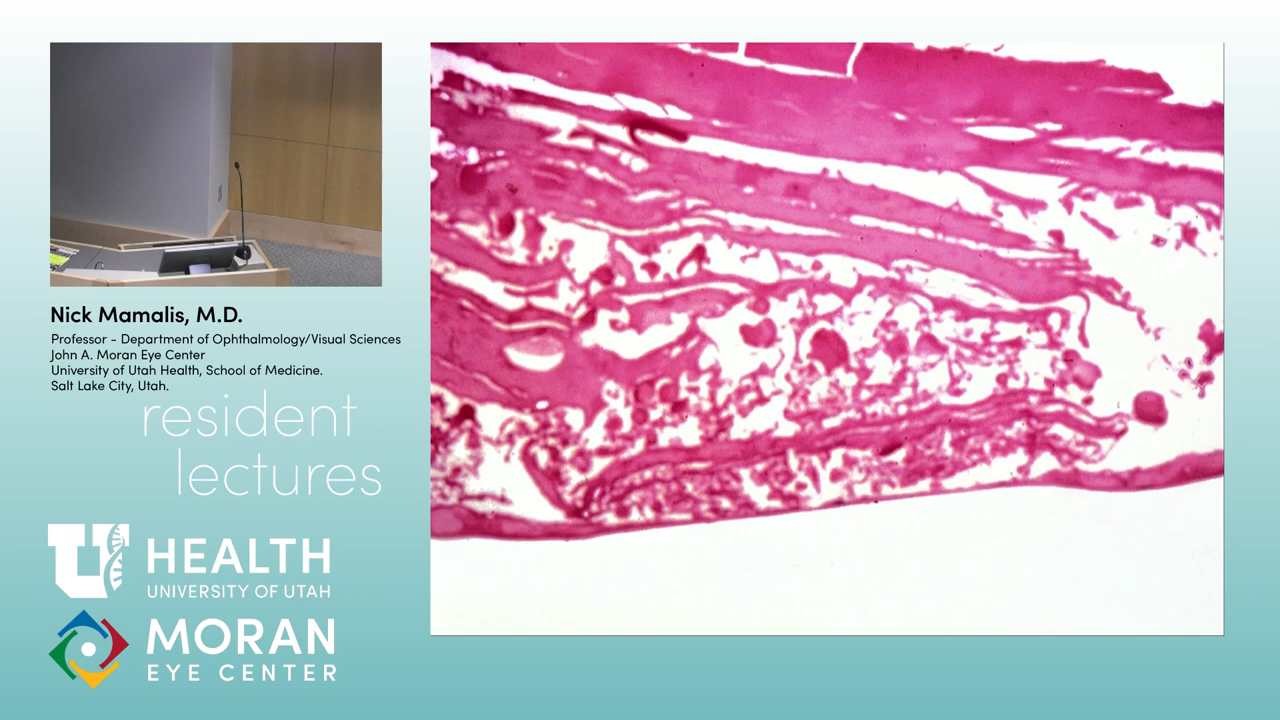 Nick Mamalis, M.D.
Professor - Department of Ophthalmology/Visual Sciences
John A. Moran Eye Center
University of Utah Health, School of Medicine.
Salt Lake City, Utah.
resident
lectures
U HEALTH
UNIVERSITY OF UTAH
MORAN
EYE CENTER